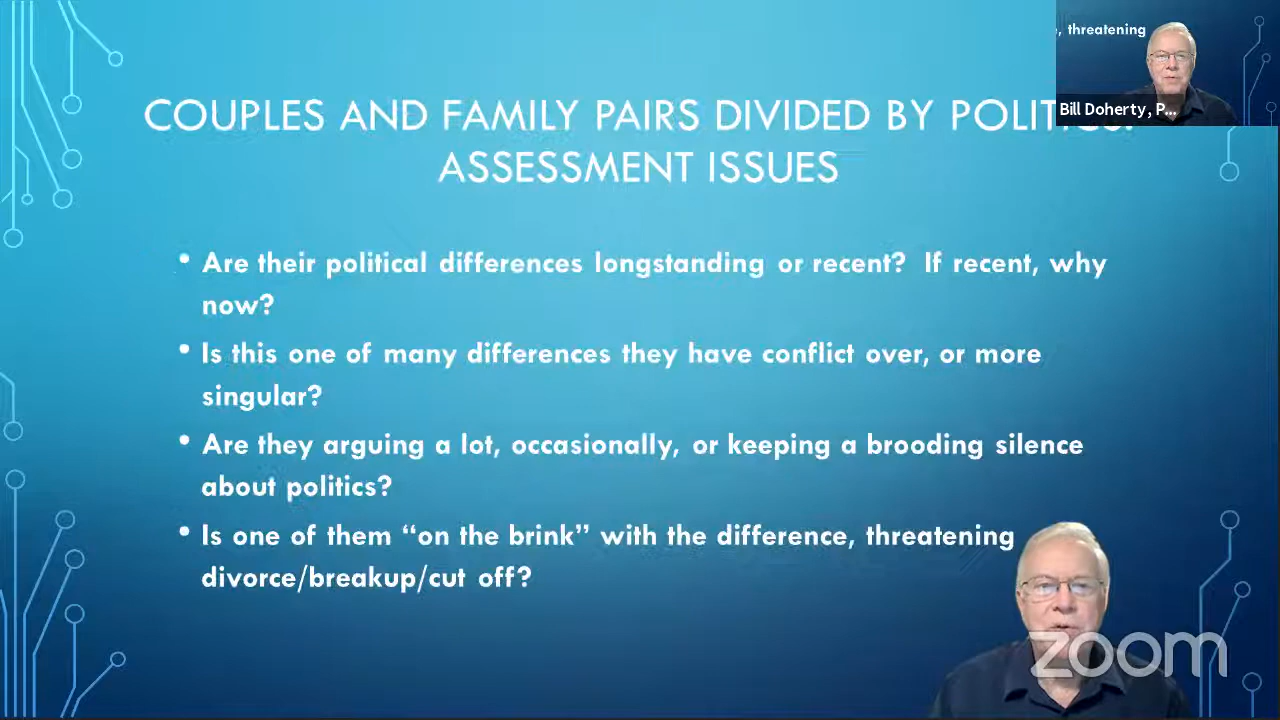 , threatening
Bill Doherty, P...
COUPLES AND FAMILY PAIRS DIVIDED BY
ASSESSMENT ISSUES
• Are their political differences longstanding or recent? If recent, why
now?
• Is this one of many differences they have conflict over, or more
singular?
• Are they arguing a lot, occasionally, or keeping a brooding silence
about politics?
• Is one of them “on the brink” with the difference, threatening
divorce/breakup/cut off?
zoom